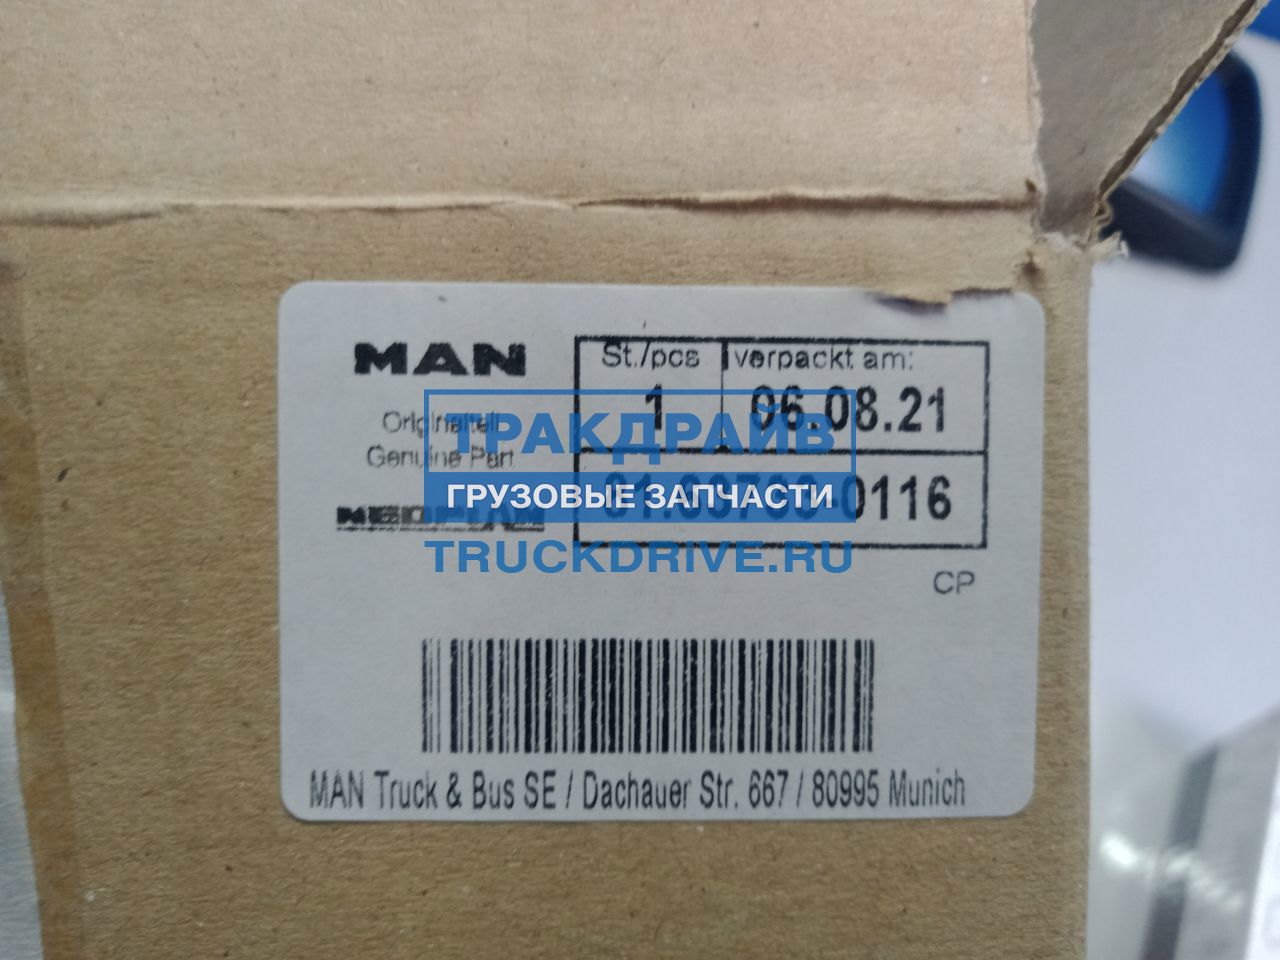 MAN
Originalteil
Genuine Part
NEOPLAN
St./pcs
1
verpackt am:
06.08.21
CP
MAN Truck & Bus SE / Dachauer Str. 667 / 80995 Munich
ТРАКДРАЙВ
ГРУЗОВЫЕ ЗАПЧАСТИ
TRUCKDRIVE.RU